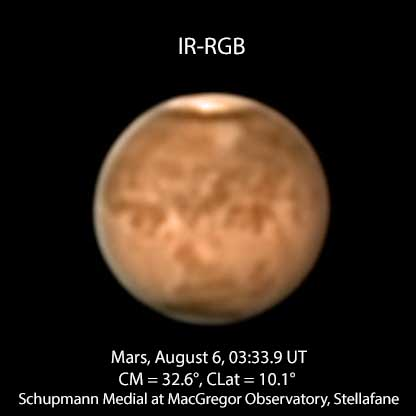 IR-RGB
Mars, August 6, 03:33.9 UT
CM = 32.6°, CLat = 10.1°
Schupmann Medial at MacGregor Observatory, Stellafane